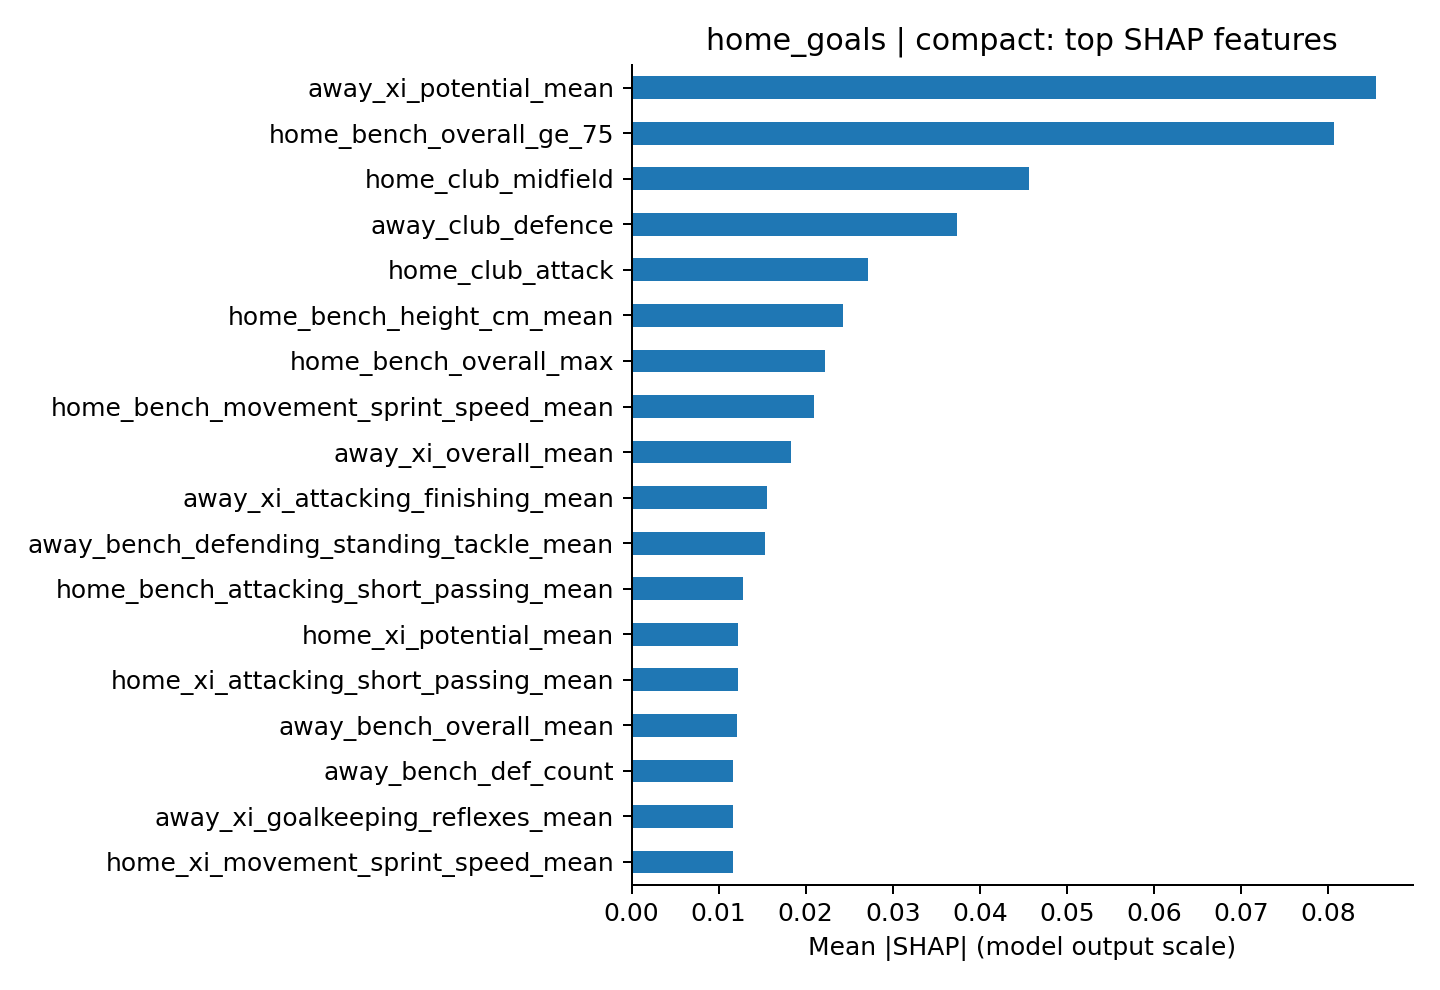 home_goals | compact: top SHAP features
away_xi_potential_mean
home_bench_overall_ge_75
home_club_midfield
away_club_defence
home_club_attack
home_bench_height_cm_mean
home_bench_overall_max
home_bench_movement_sprint_speed_mean
away_xi_overall_mean
away_xi_attacking_finishing_mean
away_bench_defending_standing_tackle_mean
home_bench_attacking_short_passing_mean
home_xi_potential_mean
home_xi_attacking_short_passing_mean
away_bench_overall_mean
away_bench_def_count
away_xi_goalkeeping_reflexes_mean
home_xi_movement_sprint_speed_mean
0.00 0.01 0.02 0.03 0.04 0.05 0.06 0.07 0.08
Mean |SHAP| (model output scale)